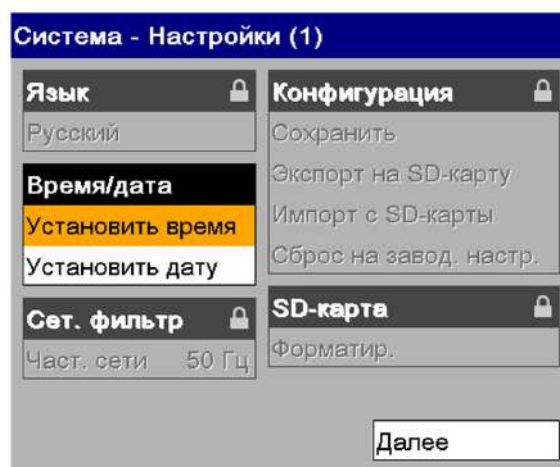 Система - Настройки (1)
Язык
Русский
Время/дата
Установить время
Установить дату
Сет. фильтр
Част. сети 50 Гц
Конфигурация
Сохранить
Экспорт на SD-карту
Импорт с SD-карты
Сброс на завод. настр.
SD-карта
Форматир.
Далее